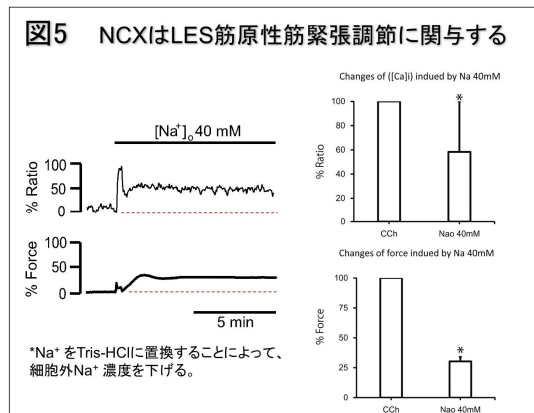 図5 NCXはLES筋原性筋緊張調節に関与する
[Na⁺]ₒ 40 mM
% Ratio
100
50
0
% Force
100
50
0
5 min
*Na⁺ をTris-HClに置換することによって、
細胞外Na⁺ 濃度を下げる。
Changes of ([Ca]i) indued by Na 40mM
% Ratio
100
80
60
40
20
0
*
CCh
Nao 40mM
Changes of force indued by Na 40mM
% Force
100
75
50
25
0
*
CCh
Nao 40mM